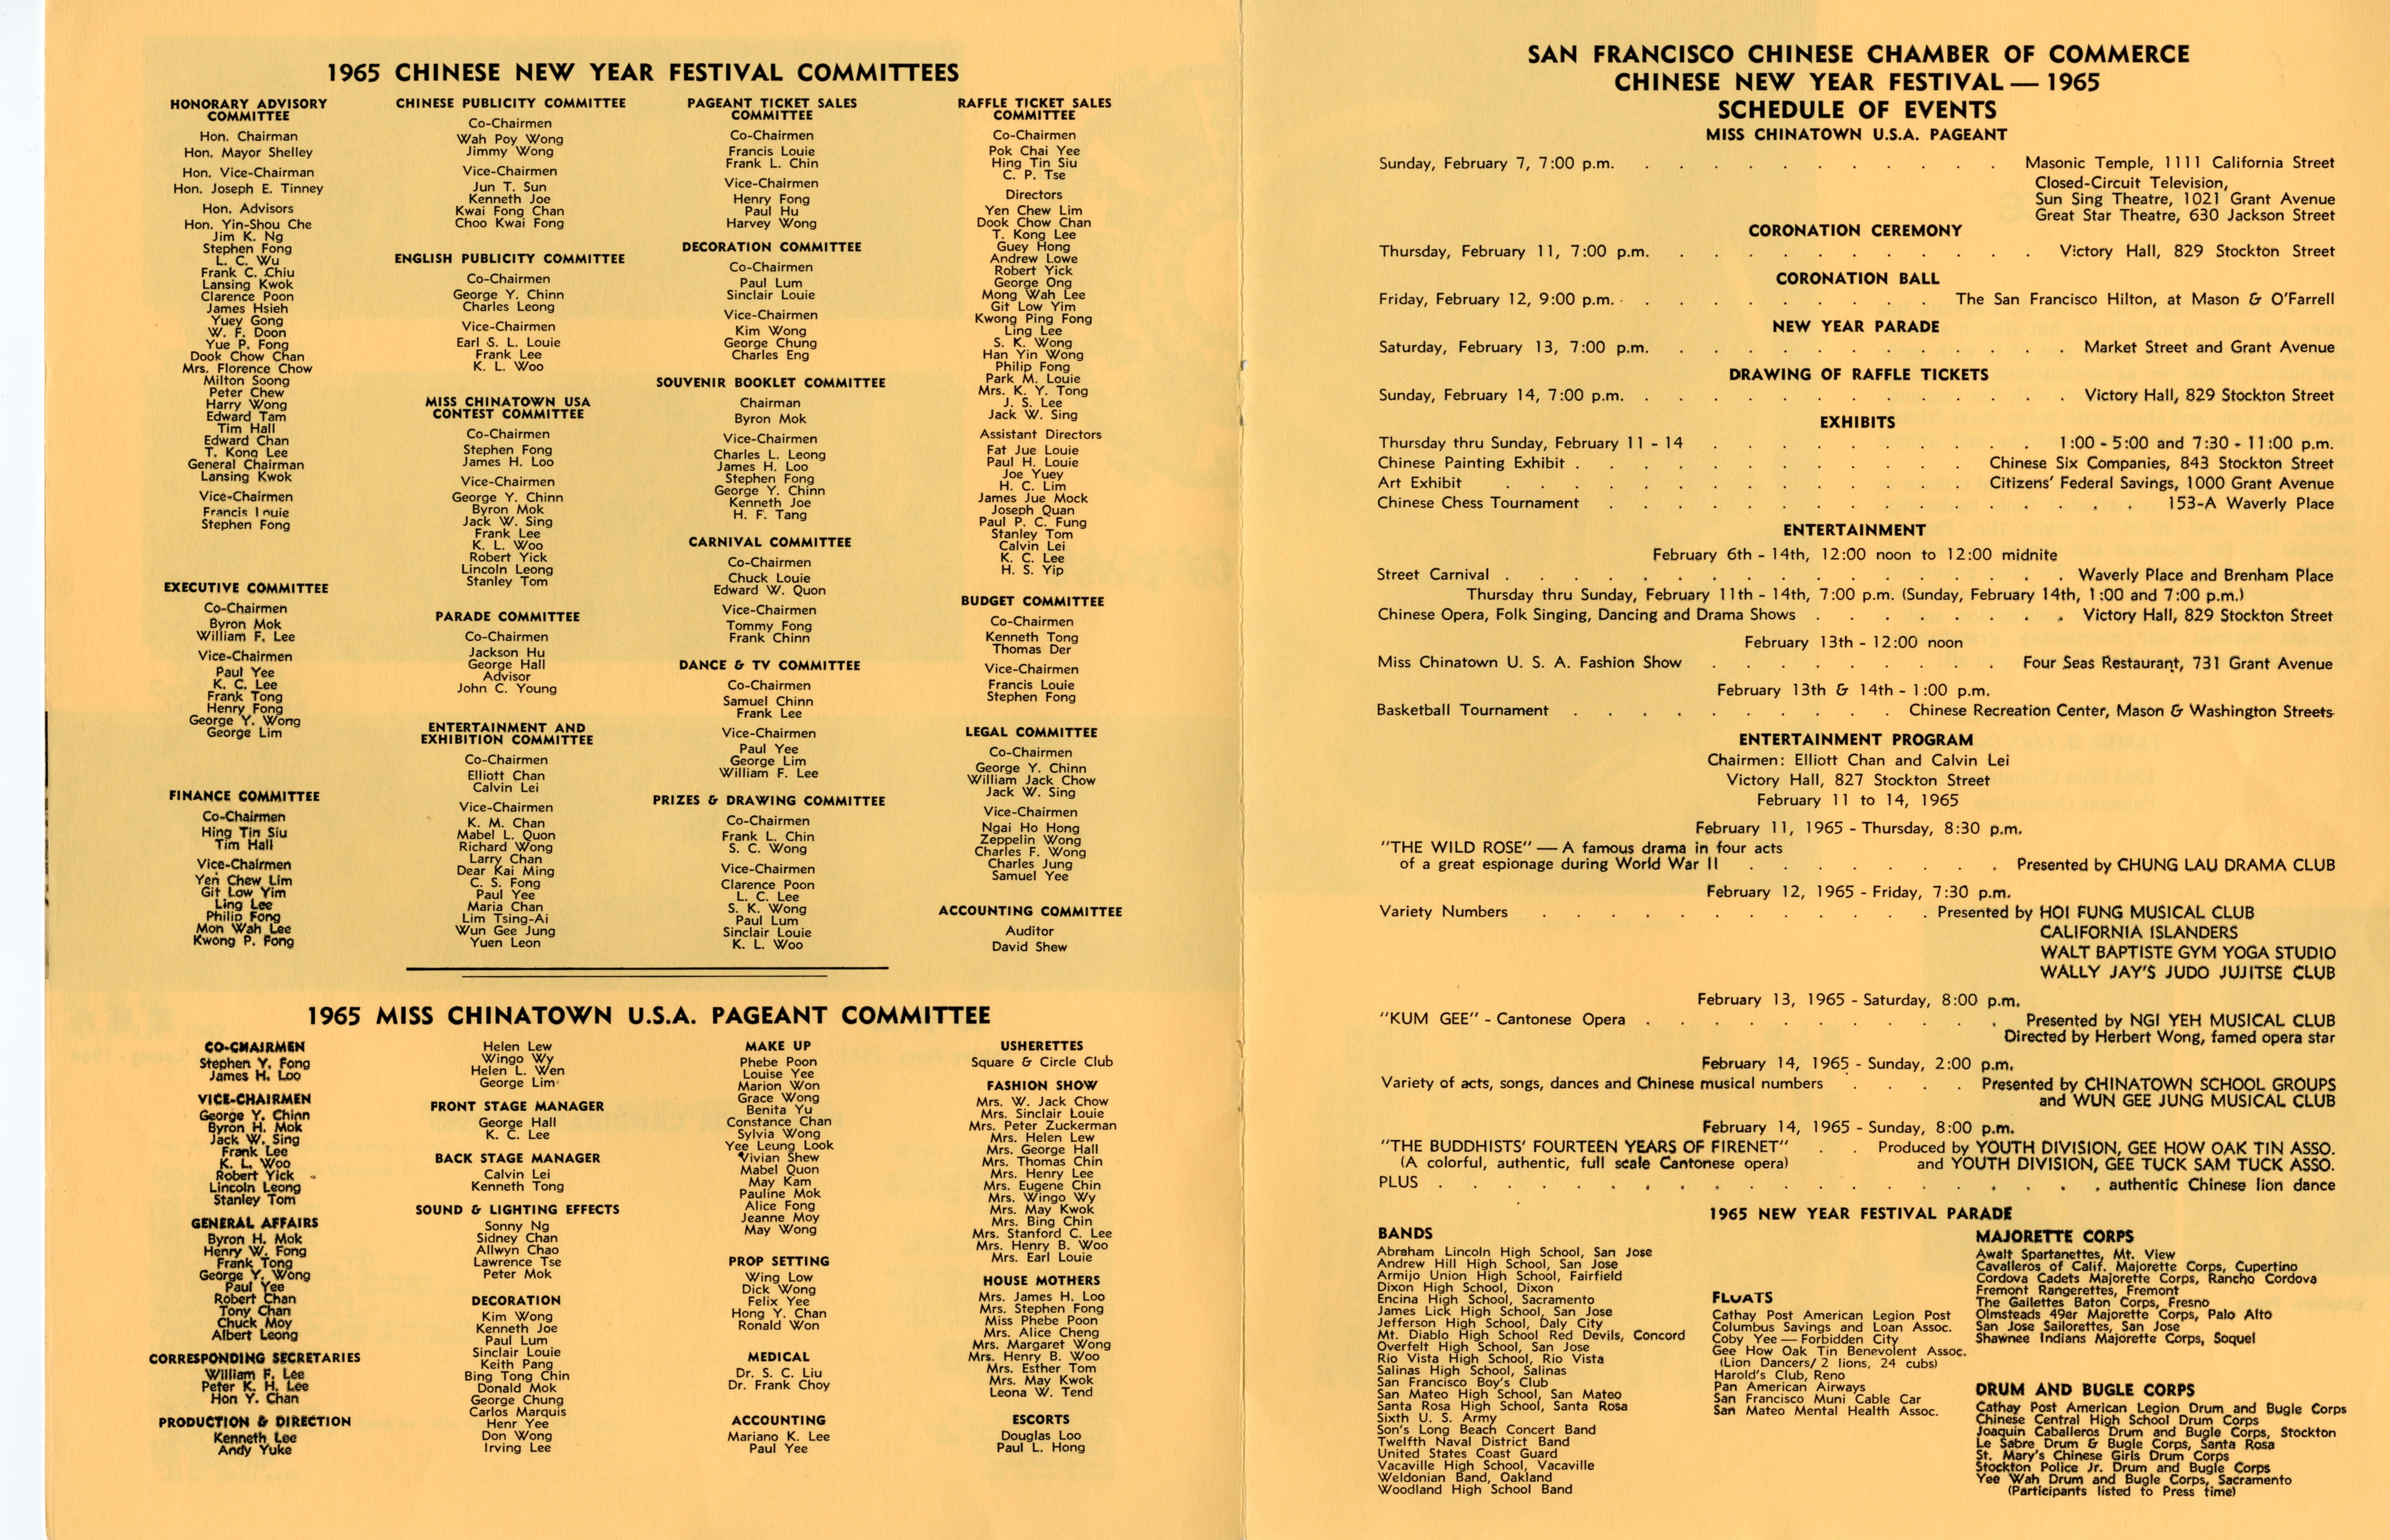 1965 CHINESE NEW YEAR FESTIVAL COMMITTEES
HONORARY ADVISORY
COMMITTEE
Hon. Chairman
Hon. Mayor Shelley
Hon. Vice-Chairman
Hon. Joseph E. Tinney
Hon. Advisors
Hon. Yin-Shou Che
Jim K. Ng
Stephen Fong
L. C. Wu
Frank C. Chiu
Lansing Kwok
Clarence Poon
James Hsieh
Yuey Gong
W. F. Doon
Yue P. Fong
Dook Chow Chan
Mrs. Florence Chow
Milton Soong
Peter Chew
Harry Wong
Edward Tam
Tim Hall
Edward Chan
T. Kong Lee
General Chairman
Lansing Kwok
Vice-Chairmen
Francis Louie
Stephen Fong
EXECUTIVE COMMITTEE
Co-Chairmen
Byron Mok
William F. Lee
Vice-Chairmen
Paul Yee
K. C. Lee
Frank Tong
Henry Fong
George Y. Wong
George Lim
FINANCE COMMITTEE
Co-Chairmen
Hing Tin Siu
Tim Hall
Vice-Chairmen
Yen Chew Lim
Git Low Yim
Ling Lee
Philip Fong
Mon Wah Lee
Kwong P. Fong
CHINESE PUBLICITY COMMITTEE
Co-Chairmen
Wah Poy Wong
Jimmy Wong
Vice-Chairmen
Jun T. Sun
Kenneth Joe
Kwai Fong Chan
Choo Kwai Fong
ENGLISH PUBLICITY COMMITTEE
Co-Chairmen
George Y. Chinn
Charles Leong
Vice-Chairmen
Earl S. L. Louie
Frank Lee
K. L. Woo
MISS CHINATOWN USA
CONTEST COMMITTEE
Co-Chairmen
Stephen Fong
James H. Loo
Vice-Chairmen
George Y. Chinn
Byron Mok
Jack W. Sing
Frank Lee
K. L. Woo
Robert Yick
Lincoln Leong
Stanley Tom
PARADE COMMITTEE
Co-Chairmen
Jackson Hu
George Hall
Advisor
John C. Young
ENTERTAINMENT AND
EXHIBITION COMMITTEE
Co-Chairmen
Elliott Chan
Calvin Lei
Vice-Chairmen
K. M. Chan
Mabel L. Quon
Richard Wong
Larry Chan
Dear Kai Ming
C. S. Fong
Paul Yee
Maria Chan
Lim Tsing-Ai
Wun Gee Jung
Yuen Leon
PAGEANT TICKET SALES
COMMITTEE
Co-Chairmen
Francis Louie
Frank L. Chin
Vice-Chairmen
Henry Fong
Paul Hu
Harvey Wong
DECORATION COMMITTEE
Co-Chairmen
Paul Lum
Sinclair Louie
Vice-Chairmen
Kim Wong
George Chung
Charles Eng
SOUVENIR BOOKLET COMMITTEE
Chairman
Byron Mok
Vice-Chairmen
Charles L. Leong
James H. Loo
Stephen Fong
George Y. Chinn
Kenneth Joe
H. F. Tang
CARNIVAL COMMITTEE
Co-Chairmen
Chuck Louie
Edward W. Quon
Vice-Chairmen
Tommy Fong
Frank Chinn
DANCE & TV COMMITTEE
Co-Chairmen
Samuel Chinn
Frank Lee
Vice-Chairmen
Paul Yee
George Lim
William F. Lee
PRIZES & DRAWING COMMITTEE
Co-Chairmen
Frank L. Chin
S. C. Wong
Vice-Chairmen
Clarence Poon
L. C. Lee
S. K. Wong
Paul Lum
Sinclair Louie
K. L. Woo
RAFFLE TICKET SALES
COMMITTEE
Co-Chairmen
Pok Chai Yee
Hing Tin Siu
C. P. Tse
Directors
Yen Chew Lim
Dook Chow Chan
T. Kong Lee
Guey Hong
Andrew Lowe
Robert Yick
George Ong
Mong Wah Lee
Git Low Yim
Kwong Ping Fong
Ling Lee
S. K. Wong
Han Yin Wong
Philip Fong
Park M. Louie
Mrs. K. Y. Tong
J. S. Lee
Jack W. Sing
Assistant Directors
Fat Jue Louie
Paul H. Louie
Joe Yuey
H. C. Lim
James Jue Mock
Joseph Quan
Paul P. C. Fung
Stanley Tom
Calvin Lei
K. C. Lee
H. S. Yip
BUDGET COMMITTEE
Co-Chairmen
Kenneth Tong
Thomas Der
Vice-Chairmen
Francis Louie
Stephen Fong
LEGAL COMMITTEE
Co-Chairmen
George Y. Chinn
William Jack Chow
Jack W. Sing
Vice-Chairmen
Ngai Ho Hong
Zeppelin Wong
Charles F. Wong
Charles Jung
Samuel Yee
ACCOUNTING COMMITTEE
Auditor
David Shew
1965 MISS CHINATOWN U.S.A. PAGEANT COMMITTEE
CO-CHAIRMEN
Stephen Y. Fong
James H. Loo
VICE-CHAIRMEN
George Y. Chinn
Byron H. Mok
Jack W. Sing
Frank Lee
K. L. Woo
Robert Yick
Lincoln Leong
Stanley Tom
GENERAL AFFAIRS
Byron H. Mok
Henry W. Fong
Frank Tong
George Y. Wong
Paul Yee
Robert Chan
Tony Chan
Chuck Moy
Albert Leong
CORRESPONDING SECRETARIES
William F. Lee
Peter K. H. Lee
Hon Y. Chan
PRODUCTION & DIRECTION
Kenneth Lee
Andy Yuke
Helen Lew
Wingo Wy
Helen L. Wen
George Lim
FRONT STAGE MANAGER
George Hall
K. C. Lee
BACK STAGE MANAGER
Calvin Lei
Kenneth Tong
SOUND & LIGHTING EFFECTS
Sonny Ng
Sidney Chan
Allwyn Chao
Lawrence Tse
Peter Mok
DECORATION
Kim Wong
Kenneth Joe
Paul Lum
Sinclair Louie
Keith Pang
Bing Tong Chin
Donald Mok
George Chung
Carlos Marquis
Henr Yee
Don Wong
Irving Lee
MAKE UP
Phebe Poon
Louise Yee
Marion Won
Grace Wong
Benita Yu
Constance Chan
Sylvia Wong
Yee Leung Look
Vivian Shew
Mabel Quon
May Kam
Pauline Mok
Alice Fong
Jeanne Moy
May Wong
PROP SETTING
Wing Low
Dick Wong
Felix Yee
Hong Y. Chan
Ronald Won
MEDICAL
Dr. S. C. Liu
Dr. Frank Choy
ACCOUNTING
Mariano K. Lee
Paul Yee
USHERETTES
Square & Circle Club
FASHION SHOW
Mrs. W. Jack Chow
Mrs. Sinclair Louie
Mrs. Peter Zuckerman
Mrs. Helen Lew
Mrs. George Hall
Mrs. Thomas Chin
Mrs. Henry Lee
Mrs. Eugene Chin
Mrs. Wingo Wy
Mrs. May Kwok
Mrs. Bing Chin
Mrs. Stanford C. Lee
Mrs. Henry B. Woo
Mrs. Earl Louie
HOUSE MOTHERS
Mrs. James H. Loo
Mrs. Stephen Fong
Miss Phebe Poon
Mrs. Alice Cheng
Mrs. Margaret Wong
Mrs. Henry B. Woo
Mrs. Esther Tom
Mrs. May Kwok
Leona W. Tend
ESCORTS
Douglas Loo
Paul L. Hong
SAN FRANCISCO CHINESE CHAMBER OF COMMERCE
CHINESE NEW YEAR FESTIVAL — 1965
SCHEDULE OF EVENTS
MISS CHINATOWN U.S.A. PAGEANT
Sunday, February 7, 7:00 p.m. . . . . . . . . . . Masonic Temple, 1111 California Street
Closed-Circuit Television,
Sun Sing Theatre, 1021 Grant Avenue
Great Star Theatre, 630 Jackson Street
CORONATION CEREMONY
Thursday, February 11, 7:00 p.m. . . . . . . . . . . Victory Hall, 829 Stockton Street
CORONATION BALL
Friday, February 12, 9:00 p.m. . . . . . . . . . The San Francisco Hilton, at Mason & O'Farrell
NEW YEAR PARADE
Saturday, February 13, 7:00 p.m. . . . . . . . . . . . Market Street and Grant Avenue
DRAWING OF RAFFLE TICKETS
Sunday, February 14, 7:00 p.m. . . . . . . . . . . . . Victory Hall, 829 Stockton Street
EXHIBITS
Thursday thru Sunday, February 11 - 14 . . . . . . . . . 1:00 - 5:00 and 7:30 - 11:00 p.m.
Chinese Painting Exhibit . . . . . . . . . . . Chinese Six Companies, 843 Stockton Street
Art Exhibit . . . . . . . . . . . . Citizens' Federal Savings, 1000 Grant Avenue
Chinese Chess Tournament . . . . . . . . . . . . . 153-A Waverly Place
ENTERTAINMENT
February 6th - 14th, 12:00 noon to 12:00 midnite
Street Carnival . . . . . . . . . . . . . . . Waverly Place and Brenham Place
Thursday thru Sunday, February 11th - 14th, 7:00 p.m. (Sunday, February 14th, 1:00 and 7:00 p.m.)
Chinese Opera, Folk Singing, Dancing and Drama Shows . . . . . . . Victory Hall, 829 Stockton Street
February 13th - 12:00 noon
Miss Chinatown U. S. A. Fashion Show . . . . . . . . Four Seas Restaurant, 731 Grant Avenue
February 13th & 14th - 1:00 p.m.
Basketball Tournament . . . . . . . . . Chinese Recreation Center, Mason & Washington Streets
ENTERTAINMENT PROGRAM
Chairmen: Elliott Chan and Calvin Lei
Victory Hall, 827 Stockton Street
February 11 to 14, 1965
February 11, 1965 - Thursday, 8:30 p.m.
"THE WILD ROSE" — A famous drama in four acts
of a great espionage during World War II . . . . . . . Presented by CHUNG LAU DRAMA CLUB
February 12, 1965 - Friday, 7:30 p.m.
Variety Numbers . . . . . . . . . . . Presented by HOI FUNG MUSICAL CLUB
CALIFORNIA ISLANDERS
WALT BAPTISTE GYM YOGA STUDIO
WALLY JAY'S JUDO JUJITSE CLUB
February 13, 1965 - Saturday, 8:00 p.m.
"KUM GEE" - Cantonese Opera . . . . . . . . . . . Presented by NGI YEH MUSICAL CLUB
Directed by Herbert Wong, famed opera star
February 14, 1965 - Sunday, 2:00 p.m.
Variety of acts, songs, dances and Chinese musical numbers . . . . Presented by CHINATOWN SCHOOL GROUPS
and WUN GEE JUNG MUSICAL CLUB
February 14, 1965 - Sunday, 8:00 p.m.
"THE BUDDHISTS' FOURTEEN YEARS OF FIRENET" . . Produced by YOUTH DIVISION, GEE HOW OAK TIN ASSO.
(A colorful, authentic, full scale Cantonese opera) and YOUTH DIVISION, GEE TUCK SAM TUCK ASSO.
PLUS . . . . . . . . . . . . . . . . . . authentic Chinese lion dance
1965 NEW YEAR FESTIVAL PARADE
BANDS
Abraham Lincoln High School, San Jose
Andrew Hill High School, San Jose
Armijo Union High School, Fairfield
Dixon High School, Dixon
Encina High School, Sacramento
James Lick High School, San Jose
Jefferson High School, Daly City
Mt. Diablo High School Red Devils, Concord
Overfelt High School, San Jose
Rio Vista High School, Rio Vista
Salinas High School, Salinas
San Francisco Boy's Club
San Mateo High School, San Mateo
Santa Rosa High School, Santa Rosa
Sixth U. S. Army
Son's Long Beach Concert Band
Twelfth Naval District Band
United States Coast Guard
Vacaville High School, Vacaville
Weldonian Band, Oakland
Woodland High School Band
FLOATS
Cathay Post American Legion Post
Columbus Savings and Loan Assoc.
Coby Yee — Forbidden City
Gee How Oak Tin Benevolent Assoc.
(Lion Dancers/ 2 lions, 24 cubs)
Harold's Club, Reno
Pan American Airways
San Francisco Muni Cable Car
San Mateo Mental Health Assoc.
MAJORETTE CORPS
Awalt Spartanettes, Mt. View
Cavalleros of Calif. Majorette Corps, Cupertino
Cordova Cadets Majorette Corps, Rancho Cordova
Fremont Rangerettes, Fremont
The Gailettes Baton Corps, Fresno
Olmsteads 49er Majorette Corps, Palo Alto
San Jose Sailorettes, San Jose
Shawnee Indians Majorette Corps, Soquel
DRUM AND BUGLE CORPS
Cathay Post American Legion Drum and Bugle Corps
Chinese Central High School Drum Corps
Joaquin Caballeros Drum and Bugle Corps, Stockton
Le Sabre Drum & Bugle Corps, Santa Rosa
St. Mary's Chinese Girls Drum Corps
Stockton Police Jr. Drum and Bugle Corps
Yee Wah Drum and Bugle Corps, Sacramento
(Participants listed to Press time)